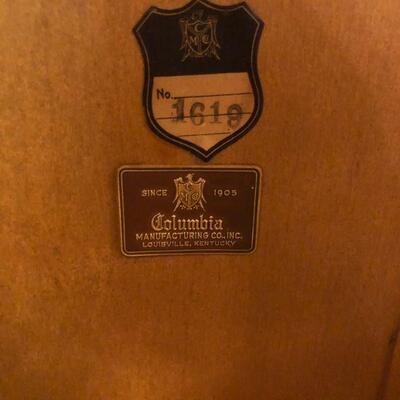 C
M C
No. 1619
SINCE 1905
Columbia
MANUFACTURING CO., INC.
LOUISVILLE, KENTUCKY